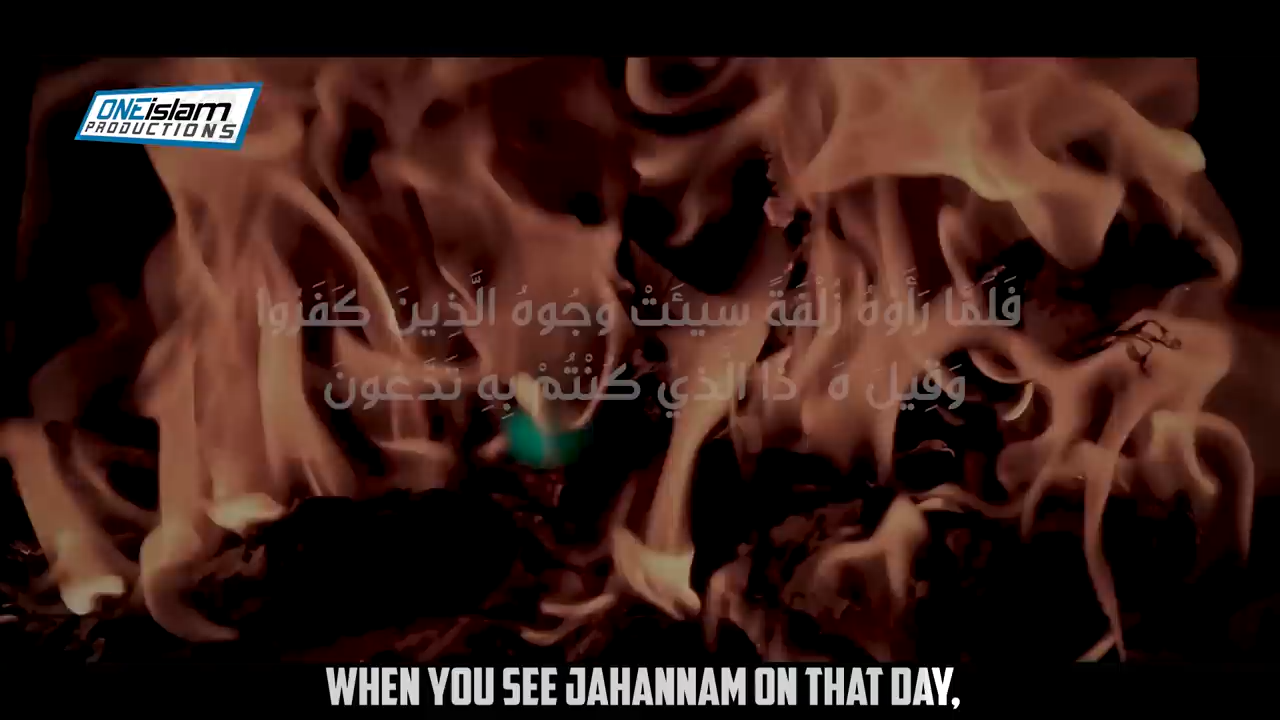 ONEislam
PRODUCTIONS
فَلَمَّا رَأَوْهُ زُلْفَةً سِيئَتْ وُجُوهُ الَّذِينَ كَفَرُوا
وَقِيلَ هَ ذَا الَّذِي كُنْتُمْ بِهِ تَدَّعُونَ
WHEN YOU SEE JAHANNAM ON THAT DAY,